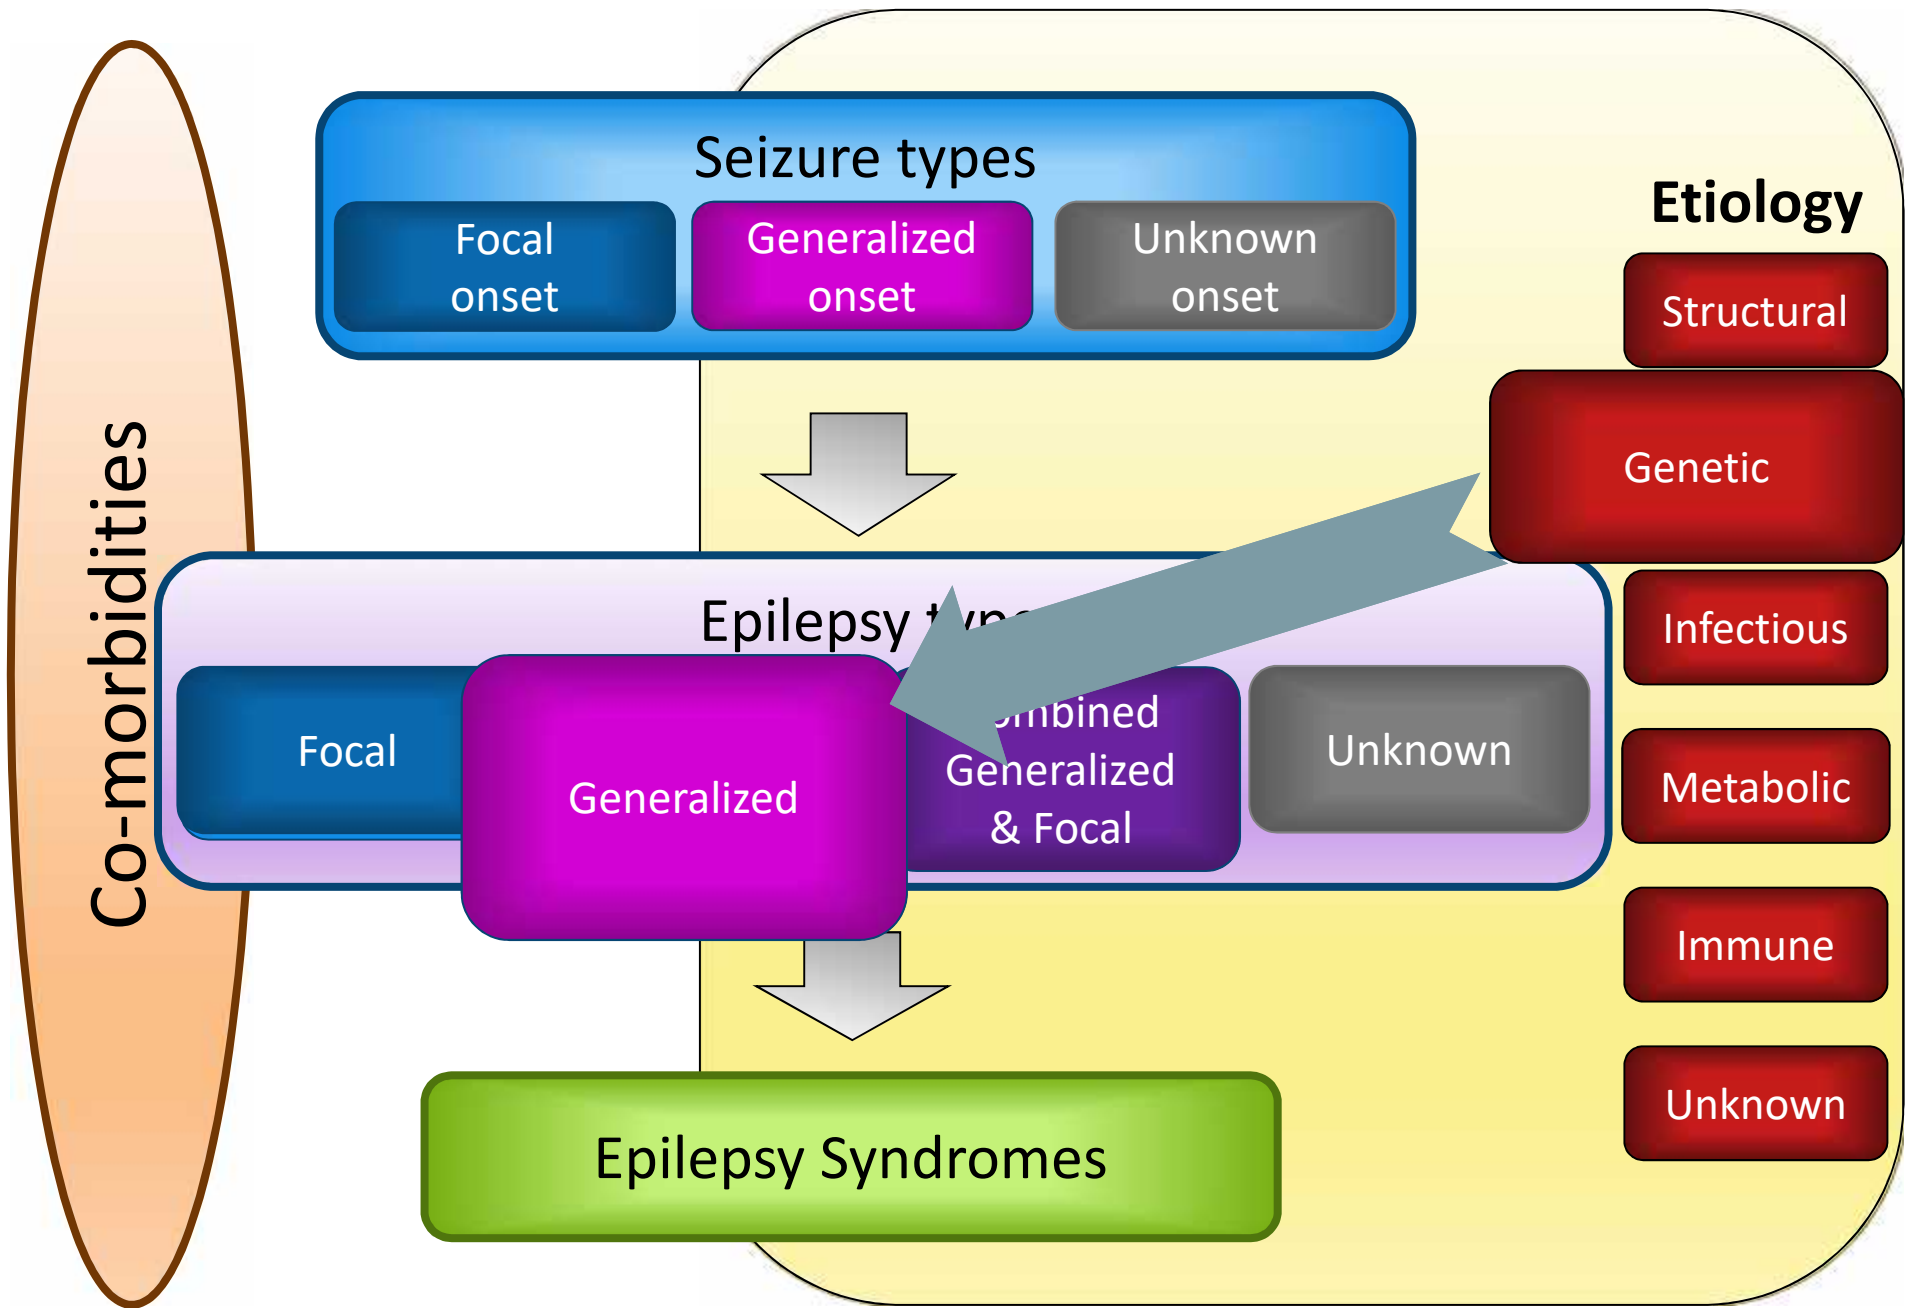 Co-morbidities
Seizure types
Focal
onset
Generalized
onset
Unknown
onset
Etiology
Structural
Genetic
Infectious
Metabolic
Immune
Unknown
Epilepsy
Focal
Generalized
Generalized
& Focal
Unknown
Epilepsy Syndromes